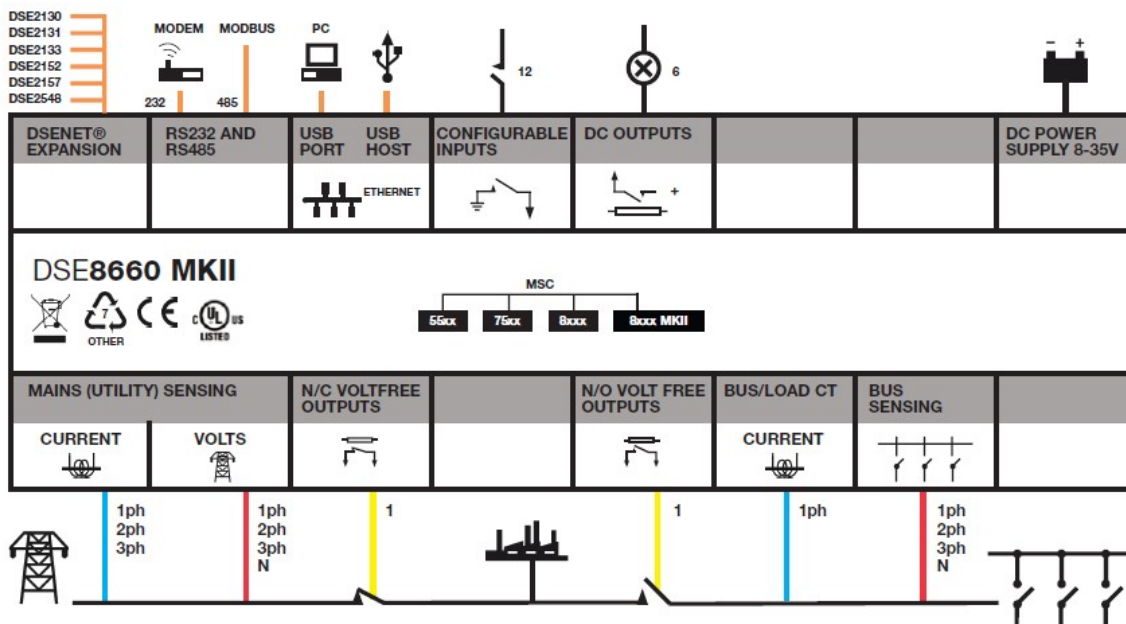 DSE2130
DSE2131
DSE2133
DSE2152
DSE2157
DSE2548
MODEM MODBUS PC
232 485
12
6
- +
DSENET®
EXPANSION
RS232 AND
RS485
USB
PORT
USB
HOST
CONFIGURABLE
INPUTS
DC OUTPUTS
DC POWER
SUPPLY 8-35V
ETHERNET
+
DSE8660 MKII
7
OTHER
CE
c UL us
LISTED
MSC
55xx 75xx 8xxx 8xxx MKII
MAINS (UTILITY) SENSING
N/C VOLTFREE
OUTPUTS
N/O VOLT FREE
OUTPUTS
BUS/LOAD CT
BUS
SENSING
CURRENT
VOLTS
CURRENT
1ph
2ph
3ph
1ph
2ph
3ph
N
1
1
1ph
1ph
2ph
3ph
N